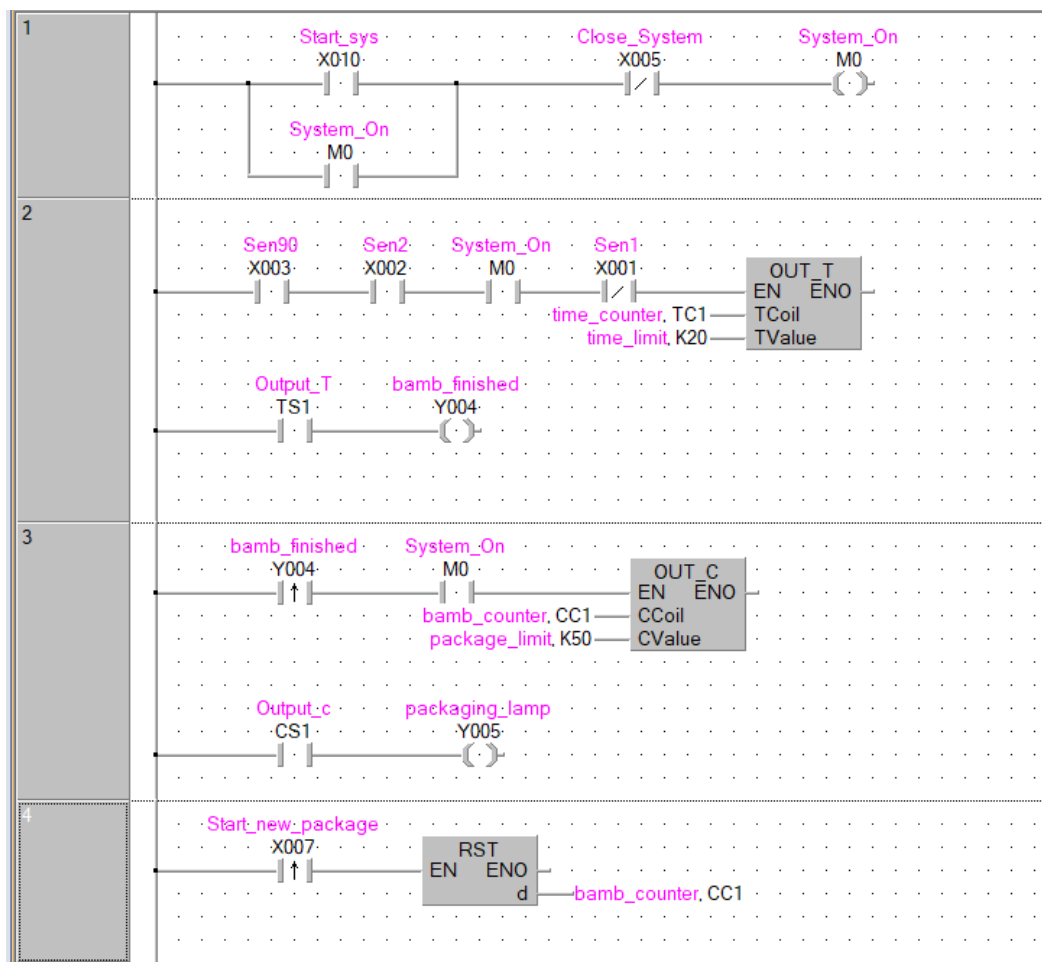 1
Start_sys Close_System System_On
X010 X005 M0
System_On
M0
2
Sen90 Sen2 System_On Sen1
X003 X002 M0 X001
OUT_T
EN ENO
time_counter, TC1 TCoil
time_limit, K20 TValue
Output_T bamb_finished
TS1 Y004
3
bamb_finished System_On
Y004 M0
OUT_C
EN ENO
bamb_counter, CC1 CCoil
package_limit, K50 CValue
Output_c packaging_lamp
CS1 Y005
4
Start_new_package
X007
RST
EN ENO
d bamb_counter, CC1